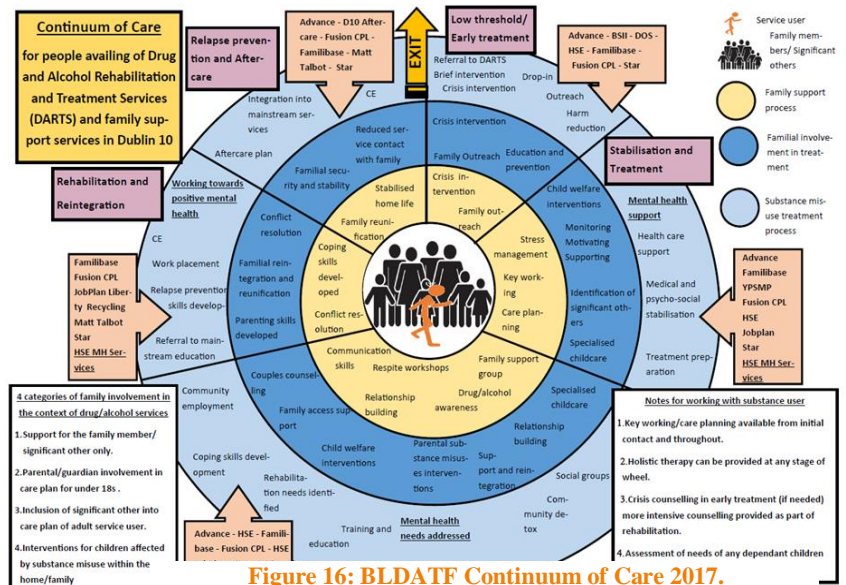 Continuum of Care
for people availing of Drug
and Alcohol Rehabilitation
and Treatment Services
(DARTS) and family sup-
port services in Dublin 10
Relapse preven-
tion and After-
care
Advance - D10 After-
care - Fusion CPL -
Familibase - Matt
Talbot - Star
EXIT
Low threshold/
Early treatment
Advance - BSII - DOS -
HSE - Familibase -
Fusion CPL - Star
Service user
Family mem-
bers/ Significant
others
Family support
process
Familial involve-
ment in treat-
ment
Substance mis-
use treatment
process
Stabilisation and
Treatment
Rehabilitation and
Reintegration
Referral to DARTS
Brief intervention
Crisis intervention
Drop-in
Outreach
Harm
reduction
CE
Integration into
mainstream ser-
vices
Aftercare plan
Working towards
positive mental
health
CE
Work placement
Relapse prevention
skills develop-
Referral to main-
stream education
Mental health
support
Health care
support
Medical and
psycho-social
stabilisation
Treatment prep-
aration
Community
employment
Coping skills devel-
opment
Rehabilita-
tion needs identi-
fied
Training and
education
Mental health
needs addressed
Com-
munity de-
tox
Social groups
Reduced ser-
vice contact
with family
Familial secu-
rity and stability
Crisis intervention
Family Outreach
Education and
prevention
Child welfare
interventions
Monitoring
Motivating
Supporting
Identification of
significant oth-
ers
Specialised
childcare
Conflict
resolution
Familial rein-
tegration and
reunification
Parenting skills
developed
Couples counsel-
ling
Family access sup-
port
Child welfare
interventions
Parental sub-
stance misus-
es interven-
tions
Sup-
port and rein-
tegration
Relationship
building
Specialised
childcare
Stabilised
home life
Family reuni-
fication
Crisis in-
tervention
Family out-
reach
Stress
management
Key work-
ing
Care plan-
ning
Coping
skills
devel-
oped
Conflict res-
olution
Communication
skills
Respite workshops
Relationship
building
Drug/alcohol
awareness
Family support
group
Familibase
Fusion CPL
JobPlan Liber-
ty Recycling
Matt Talbot
Star
HSE MH Ser-
vices
Advance
Familibase
YPSMP
Fusion CPL
HSE
Jobplan
Star
HSE MH Ser-
vices
4 categories of family involvement in
the context of drug/alcohol services
1.Support for the family member/
significant other only.
2.Parental/guardian involvement in
care plan for under 18s .
3.Inclusion of significant other into
care plan of adult service user.
4.Interventions for children affected
by substance misuse within the
home/family
Advance - HSE - Famili-
base - Fusion CPL - HSE
Notes for working with substance user
1.Key working/care planning available from initial
contact and throughout.
2.Holistic therapy can be provided at any stage of
wheel.
3.Crisis counselling in early treatment (if needed)
more intensive counselling provided as part of
rehabilitation.
4.Assessment of needs of any dependant children
Figure 16: BLDATF Continuum of Care 2017.